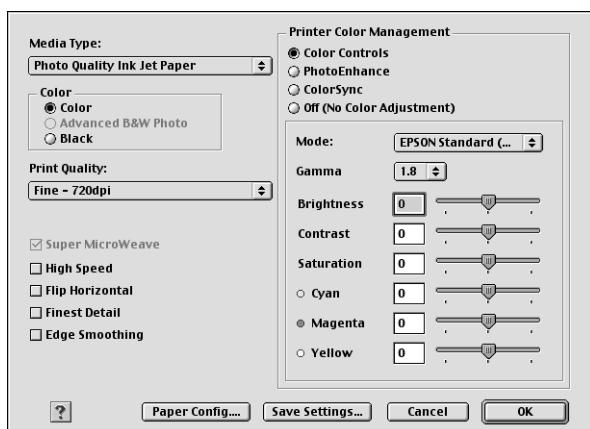 Media Type:
Photo Quality Ink Jet Paper
Color
Color
Advanced B&W Photo
Black
Print Quality:
Fine - 720dpi
Super MicroWeave
High Speed
Flip Horizontal
Finest Detail
Edge Smoothing
Printer Color Management
Color Controls
PhotoEnhance
ColorSync
Off (No Color Adjustment)
Mode: EPSON Standard (...
Gamma 1.8
Brightness 0
Contrast 0
Saturation 0
Cyan 0
Magenta 0
Yellow 0
? Paper Config.... Save Settings... Cancel OK